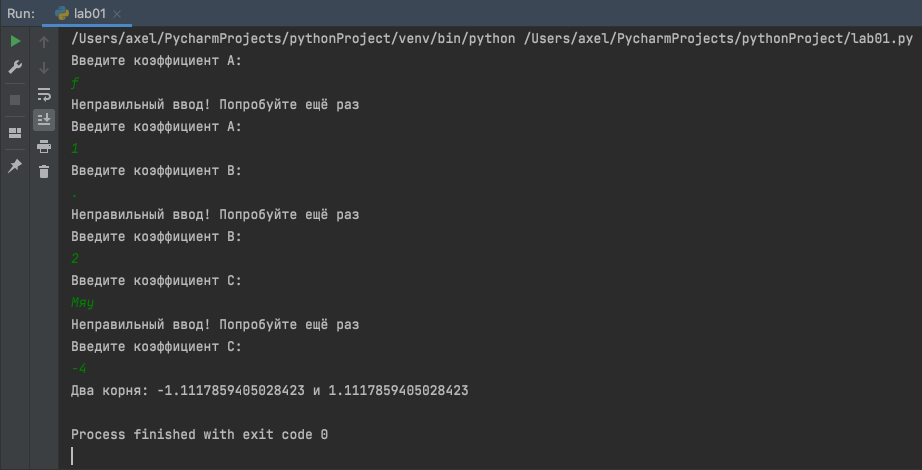 Run: lab01
/Users/axel/PycharmProjects/pythonProject/venv/bin/python /Users/axel/PycharmProjects/pythonProject/lab01.py
Введите коэффициент A:
f
Неправильный ввод! Попробуйте ещё раз
Введите коэффициент A:
1
Введите коэффициент B:
.
Неправильный ввод! Попробуйте ещё раз
Введите коэффициент B:
2
Введите коэффициент C:
Мяу
Неправильный ввод! Попробуйте ещё раз
Введите коэффициент C:
-4
Два корня: -1.1117859405028423 и 1.1117859405028423
Process finished with exit code 0